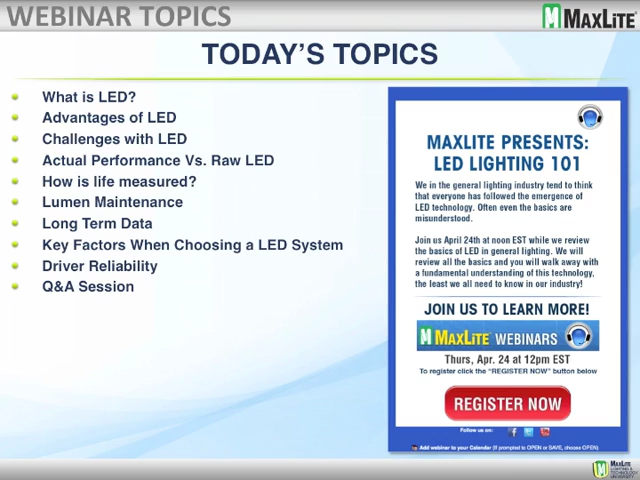 WEBINAR TOPICS
MAXLITE®
TODAY'S TOPICS
What is LED?
Advantages of LED
Challenges with LED
Actual Performance Vs. Raw LED
How is life measured?
Lumen Maintenance
Long Term Data
Key Factors When Choosing a LED System
Driver Reliability
Q&A Session
MAXLITE PRESENTS:
LED LIGHTING 101
We in the general lighting industry tend to think
that everyone has followed the emergence of
LED technology. Often even the basics are
misunderstood.
Join us April 24th at noon EST while we review
the basics of LED in general lighting. We will
review all the basics and you will walk away with
a fundamental understanding of this technology,
the least we all need to know in our industry!
JOIN US TO LEARN MORE!
MAXLITE® WEBINARS
Thurs, Apr. 24 at 12pm EST
To register click the "REGISTER NOW" button below
REGISTER NOW
Follow us on:
Add webinar to your Calendar (if prompted to OPEN or SAVE, choose OPEN)
MAXLITE
LIGHTING &
TECHNOLOGY
UNIVERSITY